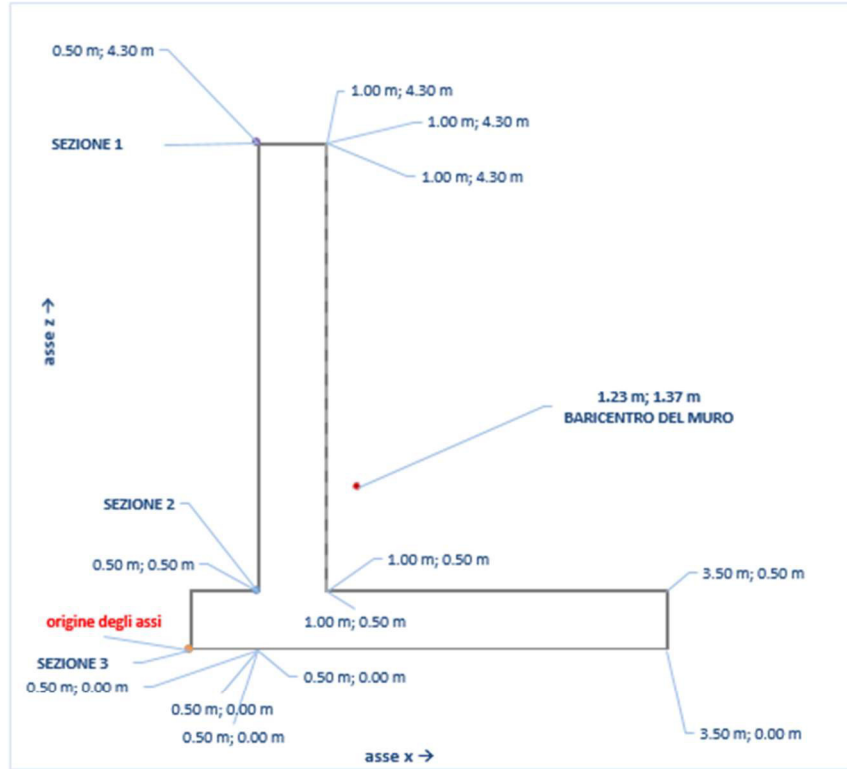 0.50 m; 4.30 m
1.00 m; 4.30 m
1.00 m; 4.30 m
SEZIONE 1
1.00 m; 4.30 m
asse z →
1.23 m; 1.37 m
BARICENTRO DEL MURO
SEZIONE 2
0.50 m; 0.50 m
1.00 m; 0.50 m
3.50 m; 0.50 m
origine degli assi
1.00 m; 0.50 m
SEZIONE 3
0.50 m; 0.00 m
0.50 m; 0.00 m
0.50 m; 0.00 m
0.50 m; 0.00 m
3.50 m; 0.00 m
asse x →